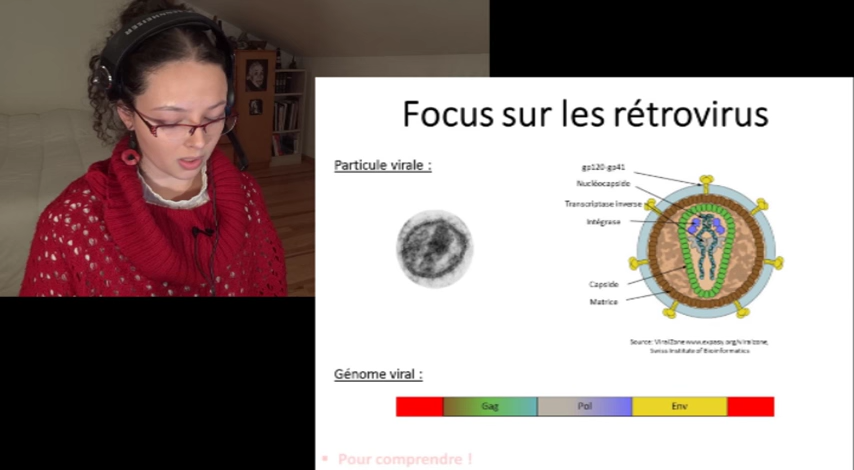 Focus sur les rétrovirus
Particule virale :
gp120-gp41
Nucléocapside
Transcriptase inverse
Intégrase
Capside
Matrice
Source: ViralZone www.expasy.org/viralzone,
Swiss Institute of Bioinformatics
Génome viral :
Gag Pol Env
▪ Pour comprendre !